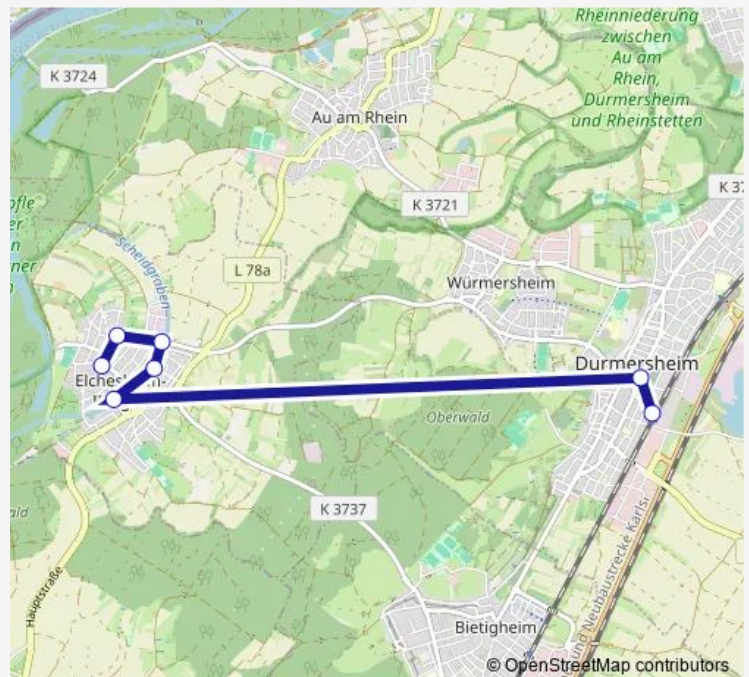 Rheinniederung
zwischen
Au am
Rhein,
Durmersheim
und Rheinstetten
K 3724
Au am Rhein
K 37
K 3721
Scheidgraben
L 78a
Würmersheim
Durmersheim
Oberwald
K 3737
Hauptstraße
Bietigheim
© OpenStreetMap contributors